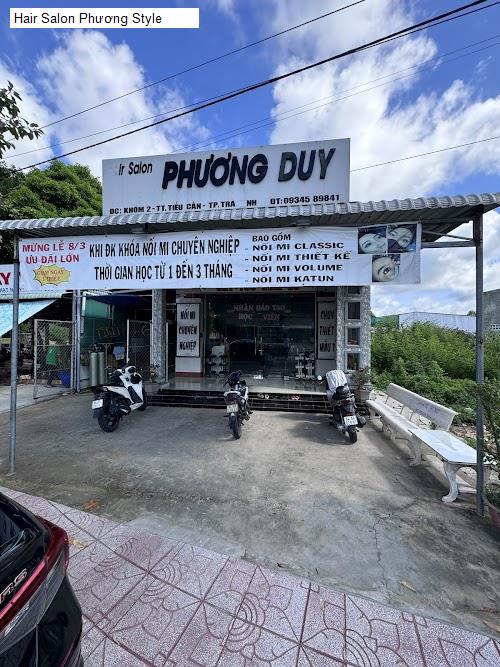 Hair Salon Phương Style
ir Salon PHƯƠNG DUY
ĐC: KHÓM 2 - TT. TIỂU CẦN - TP. TRA NH ĐT: 09345 89841
MỪNG LỄ 8/3
ƯU ĐÃI LỚN
KHI ĐK KHÓA NỐI MI CHUYÊN NGHIỆP
THỜI GIAN HỌC TỪ 1 ĐẾN 3 THÁNG
BAO GỒM
- NỐI MI CLASSIC
- NỐI MI THIẾT KẾ
- NỐI MI VOLUME
- NỐI MI KATUN
NHẬN ĐÀO TẠO
HỌC VIÊN
NỐI
MI
CHUYÊN
NGHIỆP
THIẾT